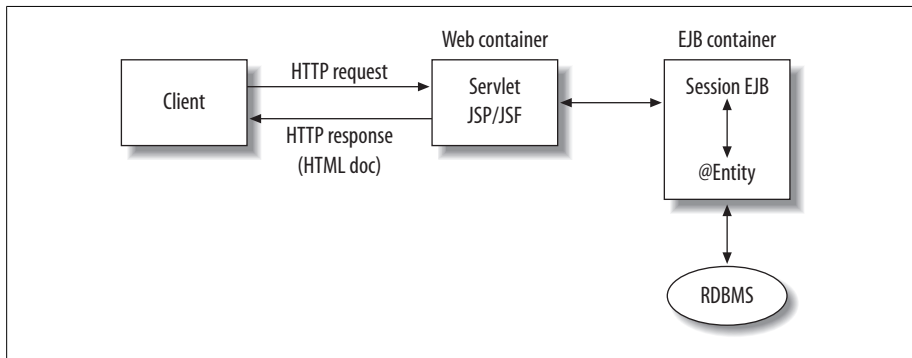 Web container
EJB container
Client
HTTP request
HTTP response
(HTML doc)
Servlet
JSP/JSF
Session EJB
@Entity
RDBMS